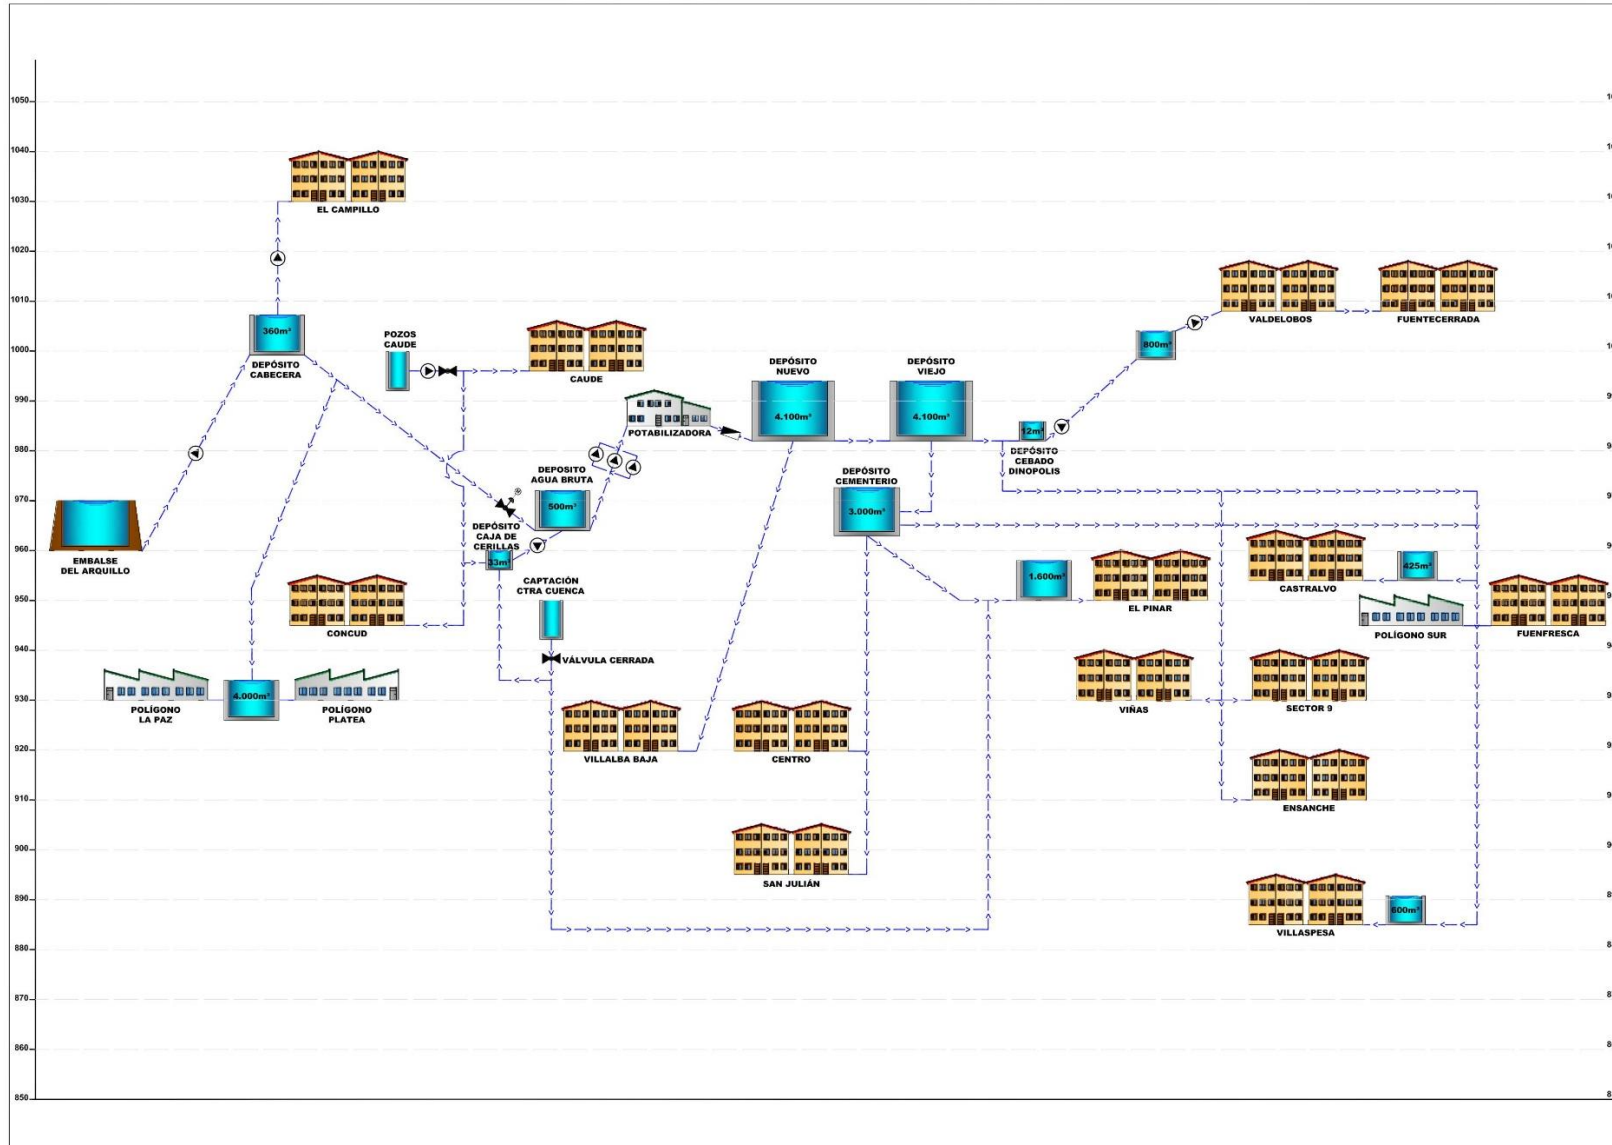 1050
1040
1030
1020
1010
1000
990
980
970
960
950
940
930
920
910
900
890
880
870
860
850
EL CAMPILLO
360m³
DEPÓSITO
CABECERA
POZOS
CAUDE
CAUDE
POTABILIZADORA
DEPÓSITO
NUEVO
4.100m³
DEPÓSITO
VIEJO
4.100m³
12m³
DEPÓSITO
CEBADO
DINOPOLIS
800m³
VALDELOBOS
FUENTECERRADA
EMBALSE
DEL ARQUILLO
DEPOSITO
AGUA BRUTA
500m³
DEPÓSITO
CAJA DE
CERILLAS
33m³
DEPÓSITO
CEMENTERIO
3.000m³
CAPTACIÓN
CTRA CUENCA
VÁLVULA CERRADA
CONCUD
POLÍGONO
LA PAZ
4.000m³
POLÍGONO
PLATEA
VILLALBA BAJA
CENTRO
SAN JULIÁN
1.600m³
EL PINAR
CASTRALVO
425m³
POLÍGONO SUR
FUENFRESCA
VIÑAS
SECTOR 9
ENSANCHE
VILLASPESA
600m³